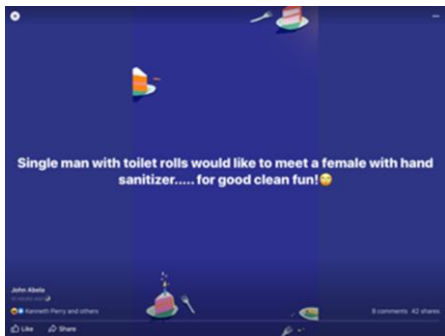 Single man with toilet rolls would like to meet a female with hand
sanitizer..... for good clean fun!🤭
John Abela
Kenneth Perry and others
8 comments 42 shares
Like Share